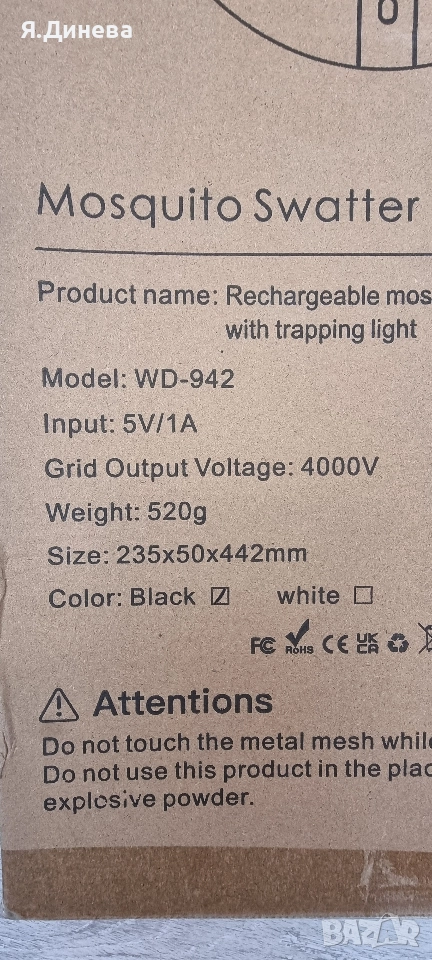 Я.Динева
Mosquito Swatter
Product name: Rechargeable mos
with trapping light
Model: WD-942
Input: 5V/1A
Grid Output Voltage: 4000V
Weight: 520g
Size: 235x50x442mm
Color: Black ☑ white ☐
FC RoHS CE UKCA
Attentions
Do not touch the metal mesh while
Do not use this product in the plac
explosive powder.
BAZAR